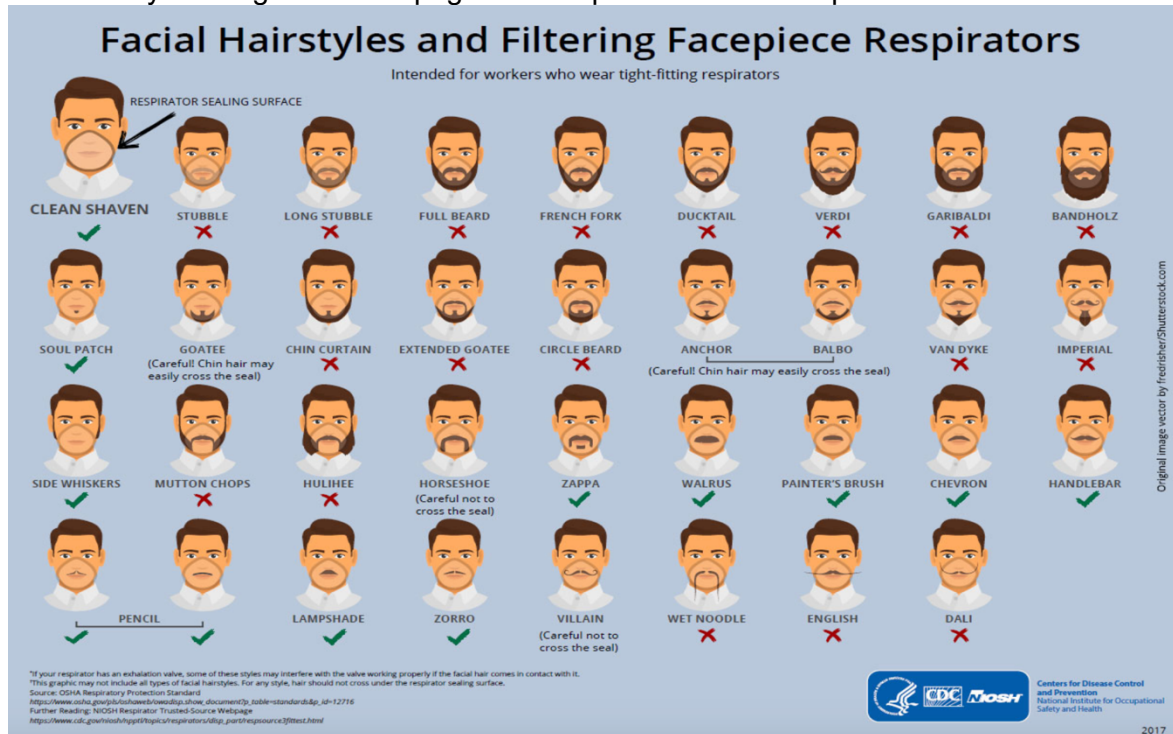 Facial Hairstyles and Filtering Facepiece Respirators
Intended for workers who wear tight-fitting respirators
RESPIRATOR SEALING SURFACE
CLEAN SHAVEN
STUBBLE
LONG STUBBLE
FULL BEARD
FRENCH FORK
DUCKTAIL
VERDI
GARIBALDI
BANDHOLZ
SOUL PATCH
GOATEE
(Careful! Chin hair may
easily cross the seal)
CHIN CURTAIN
EXTENDED GOATEE
CIRCLE BEARD
ANCHOR
BALBO
(Careful! Chin hair may easily cross the seal)
VAN DYKE
IMPERIAL
SIDE WHISKERS
MUTTON CHOPS
HULIHEE
HORSESHOE
(Careful not to
cross the seal)
ZAPPA
WALRUS
PAINTER'S BRUSH
CHEVRON
HANDLEBAR
PENCIL
LAMPSHADE
ZORRO
VILLAIN
(Careful not to
cross the seal)
WET NOODLE
ENGLISH
DALI
Original image vector by fredrisher/Shutterstock.com
*If your respirator has an exhalation valve, some of these styles may interfere with the valve working properly if the facial hair comes in contact with it.
*This graphic may not include all types of facial hairstyles. For any style, hair should not cross under the respirator sealing surface.
Source: OSHA Respiratory Protection Standard
https://www.osha.gov/pls/oshaweb/owadisp.show_document?p_table=standards&p_id=12716
Further Reading: NIOSH Respirator Trusted-Source Webpage
https://www.cdc.gov/niosh/npptl/topics/respirators/disp_part/respsource3fittest.html
CDC
NIOSH
Centers for Disease Control
and Prevention
National Institute for Occupational
Safety and Health
2017